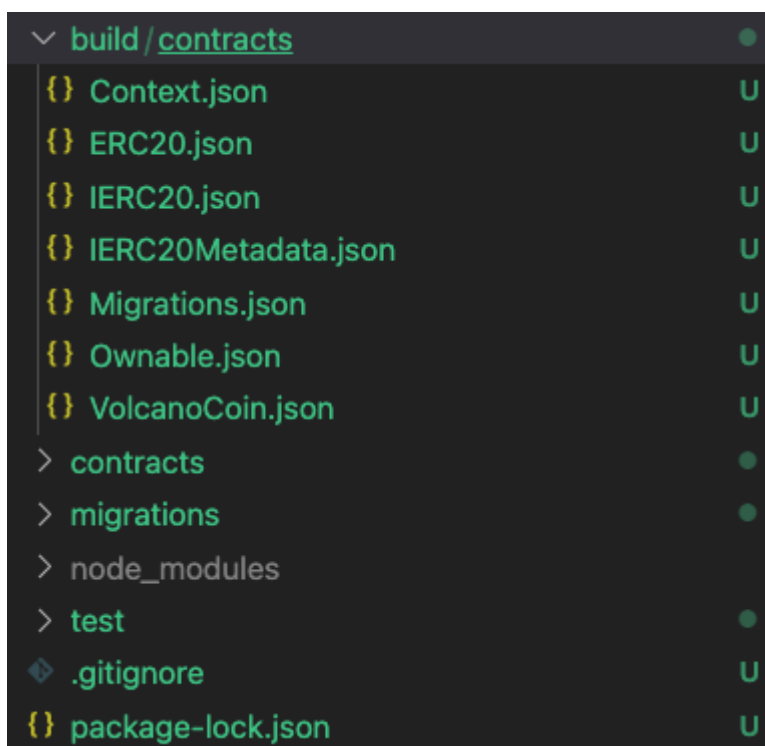 build/contracts
{} Context.json U
{} ERC20.json U
{} IERC20.json U
{} IERC20Metadata.json U
{} Migrations.json U
{} Ownable.json U
{} VolcanoCoin.json U
contracts
migrations
node_modules
test
.gitignore U
{} package-lock.json U